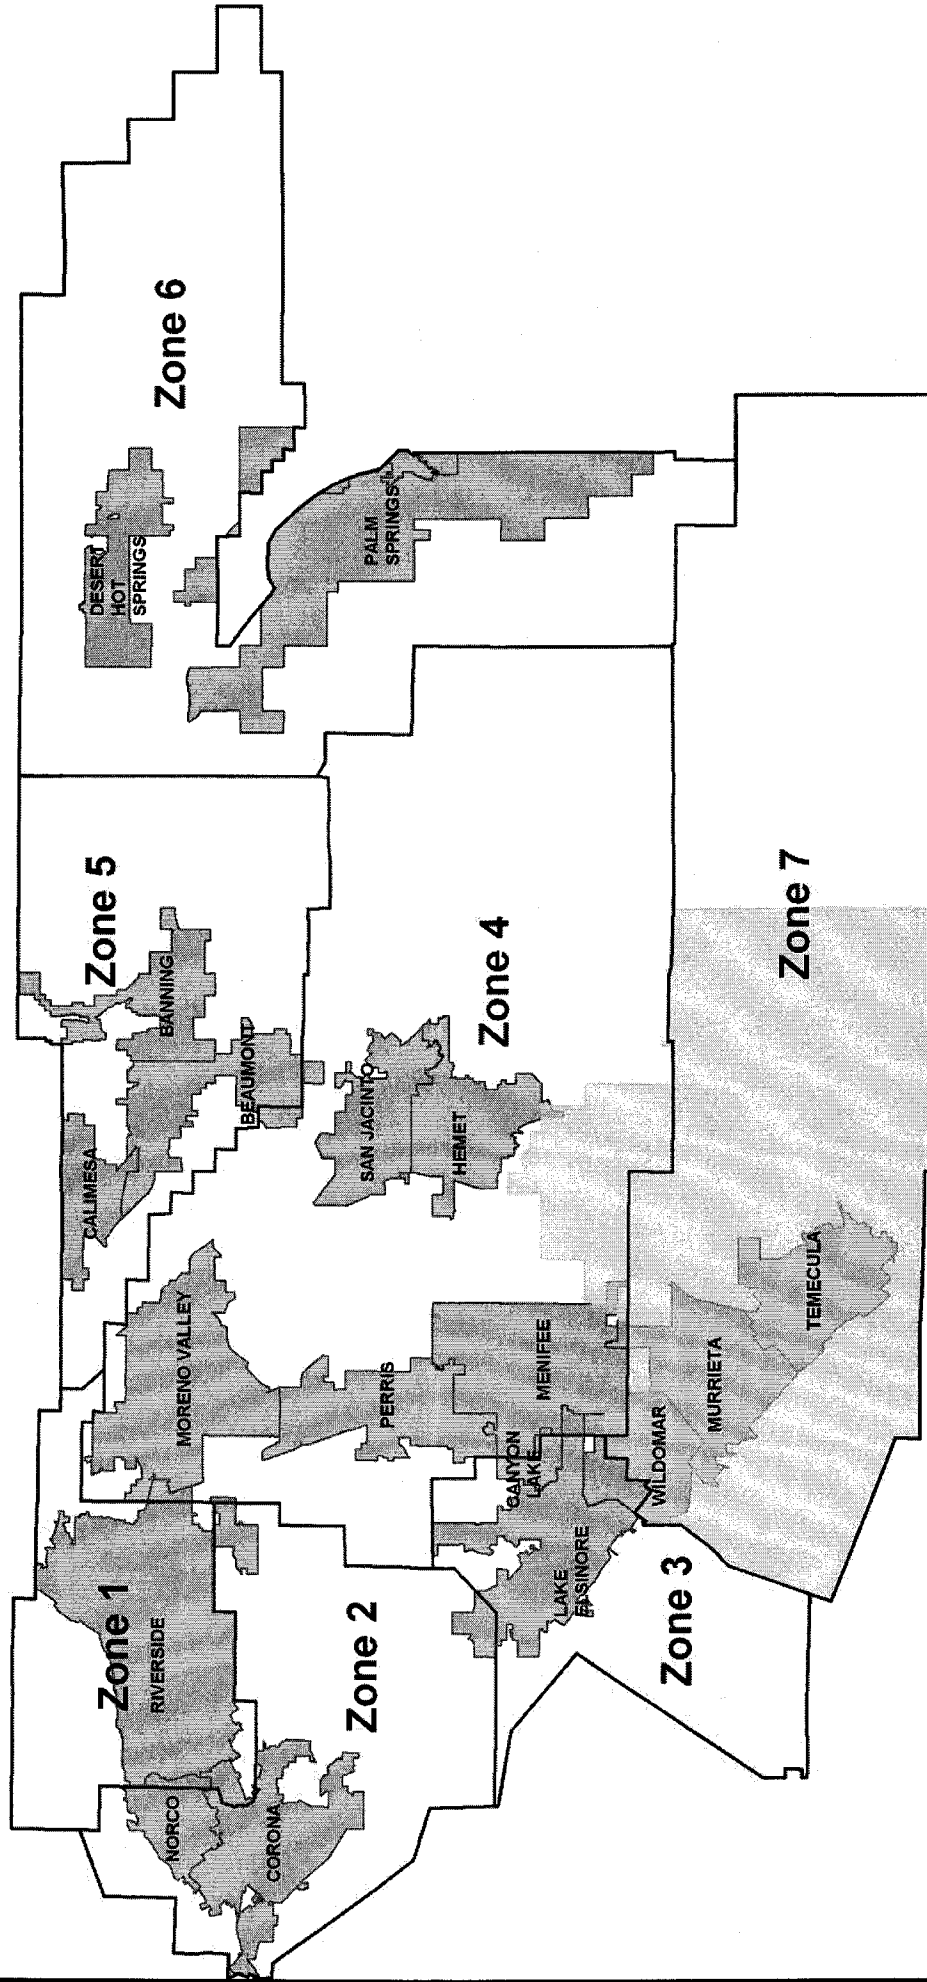 Zone 1
RIVERSIDE
NORCO
CORONA
Zone 2
Zone 3
LAKE
ELSINORE
CANYON
LAKE
WILDOMAR
MURRIETA
TEMECULA
MENIFEE
PERRIS
MORENO VALLEY
CALIMESA
BEAUMONT
BANNING
Zone 5
SAN JACINTO
HEMET
Zone 4
Zone 7
DESERT
HOT
SPRINGS
PALM
SPRINGS
Zone 6